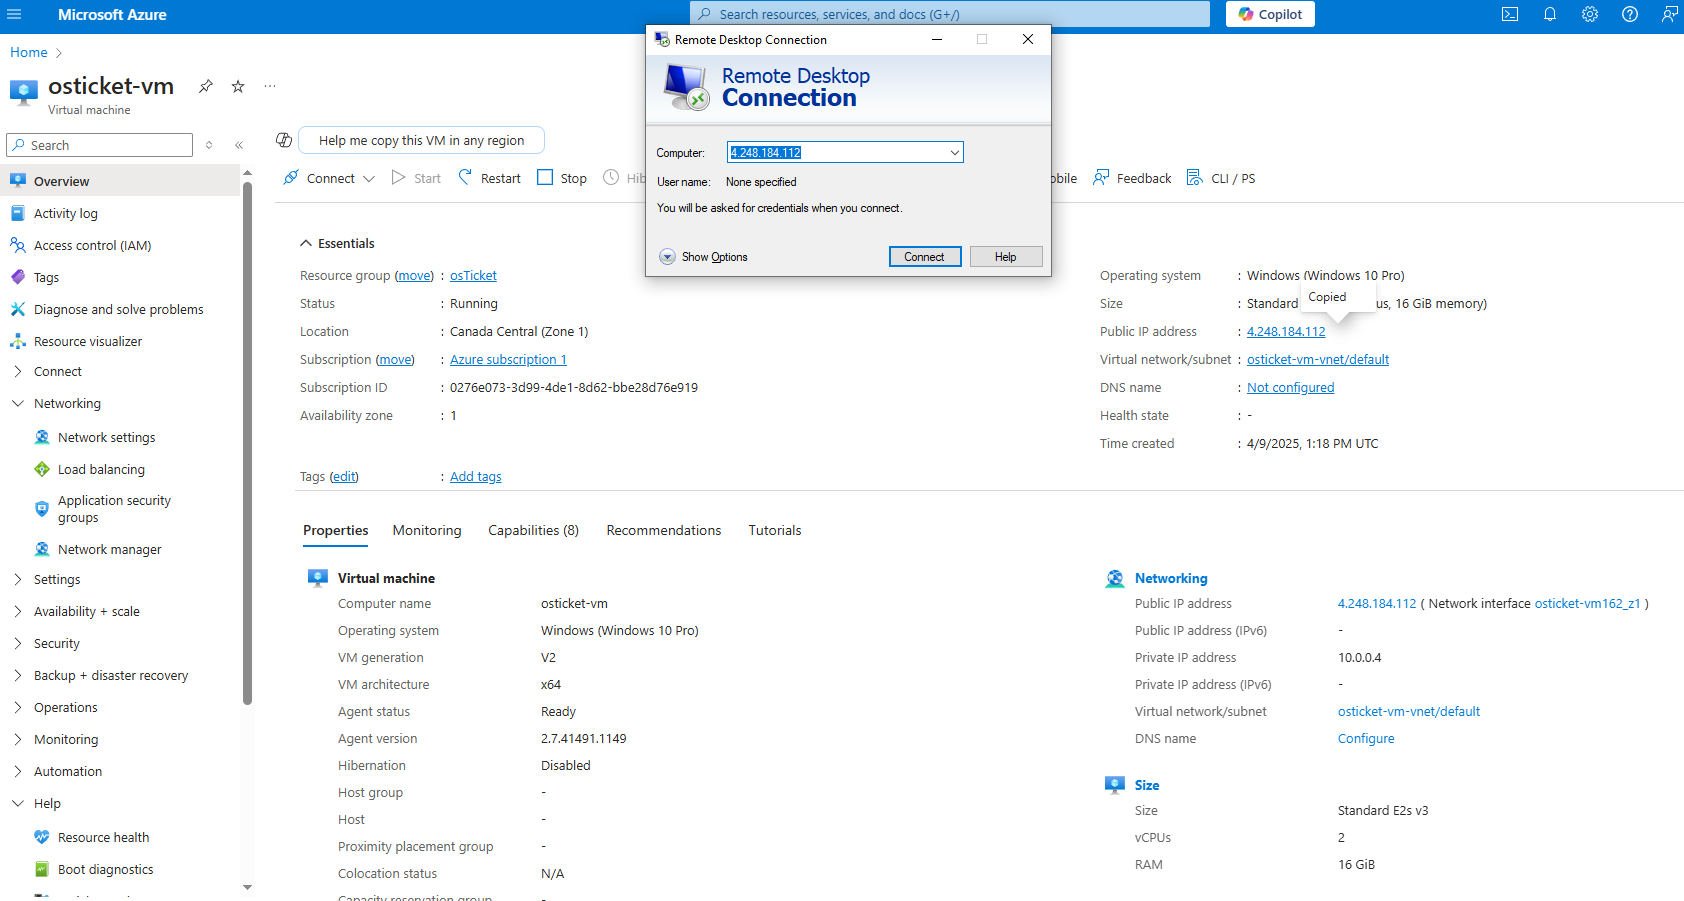 Microsoft Azure
Search resources, services, and docs (G+/)
Copilot
Home
osticket-vm
Virtual machine
Search
Overview
Activity log
Access control (IAM)
Tags
Diagnose and solve problems
Resource visualizer
Connect
Networking
Network settings
Load balancing
Application security
groups
Network manager
Settings
Availability + scale
Security
Backup + disaster recovery
Operations
Monitoring
Automation
Help
Resource health
Boot diagnostics
Help me copy this VM in any region
Connect
Start
Restart
Stop
Hib
obile
Feedback
CLI / PS
Remote Desktop Connection
Remote Desktop
Connection
Computer: 4.248.184.112
User name: None specified
You will be asked for credentials when you connect.
Show Options
Connect
Help
Essentials
Resource group (move) : osTicket
Status : Running
Location : Canada Central (Zone 1)
Subscription (move) : Azure subscription 1
Subscription ID : 0276e073-3d99-4de1-8d62-bbe28d76e919
Availability zone : 1
Operating system : Windows (Windows 10 Pro)
Copied
Size : Standard us, 16 GiB memory)
Public IP address : 4.248.184.112
Virtual network/subnet : osticket-vm-vnet/default
DNS name : Not configured
Health state : -
Time created : 4/9/2025, 1:18 PM UTC
Tags (edit) : Add tags
Properties
Monitoring
Capabilities (8)
Recommendations
Tutorials
Virtual machine
Computer name osticket-vm
Operating system Windows (Windows 10 Pro)
VM generation V2
VM architecture x64
Agent status Ready
Agent version 2.7.41491.1149
Hibernation Disabled
Host group -
Host -
Proximity placement group -
Colocation status N/A
Capacity reservation group -
Networking
Public IP address 4.248.184.112 ( Network interface osticket-vm162_z1 )
Public IP address (IPv6) -
Private IP address 10.0.0.4
Private IP address (IPv6) -
Virtual network/subnet osticket-vm-vnet/default
DNS name Configure
Size
Size Standard E2s v3
vCPUs 2
RAM 16 GiB